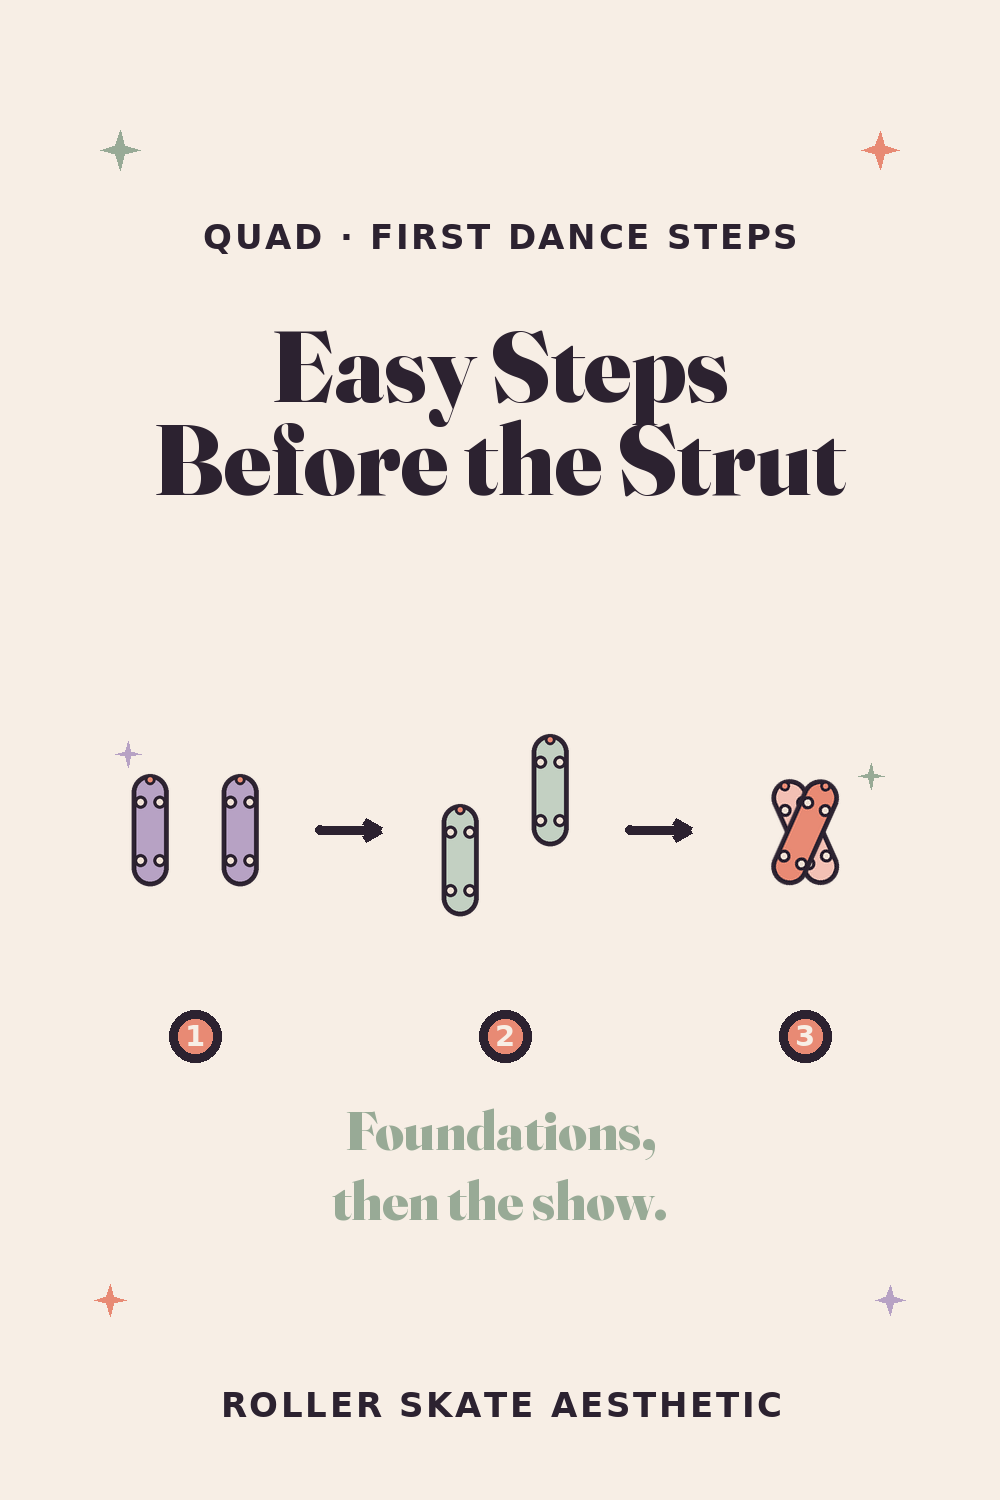 QUAD · FIRST DANCE STEPS
Easy Steps
Before the Strut
1
2
3
Foundations,
then the show.
ROLLER SKATE AESTHETIC